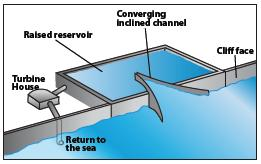 Converging
inclined channel
Raised reservoir
Cliff face
Turbine
House
Return to
the sea